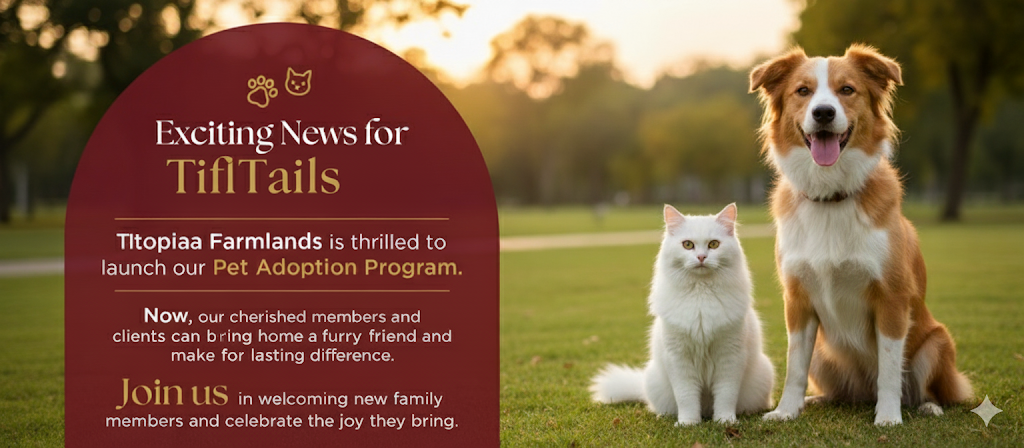 Exciting News for
TiflTails
TItopiaa Farmlands is thrilled to
launch our Pet Adoption Program.
Now, our cherished members and
clients can bring home a furry friend and
make for lasting difference.
Join us in welcoming new family
members and celebrate the joy they bring.